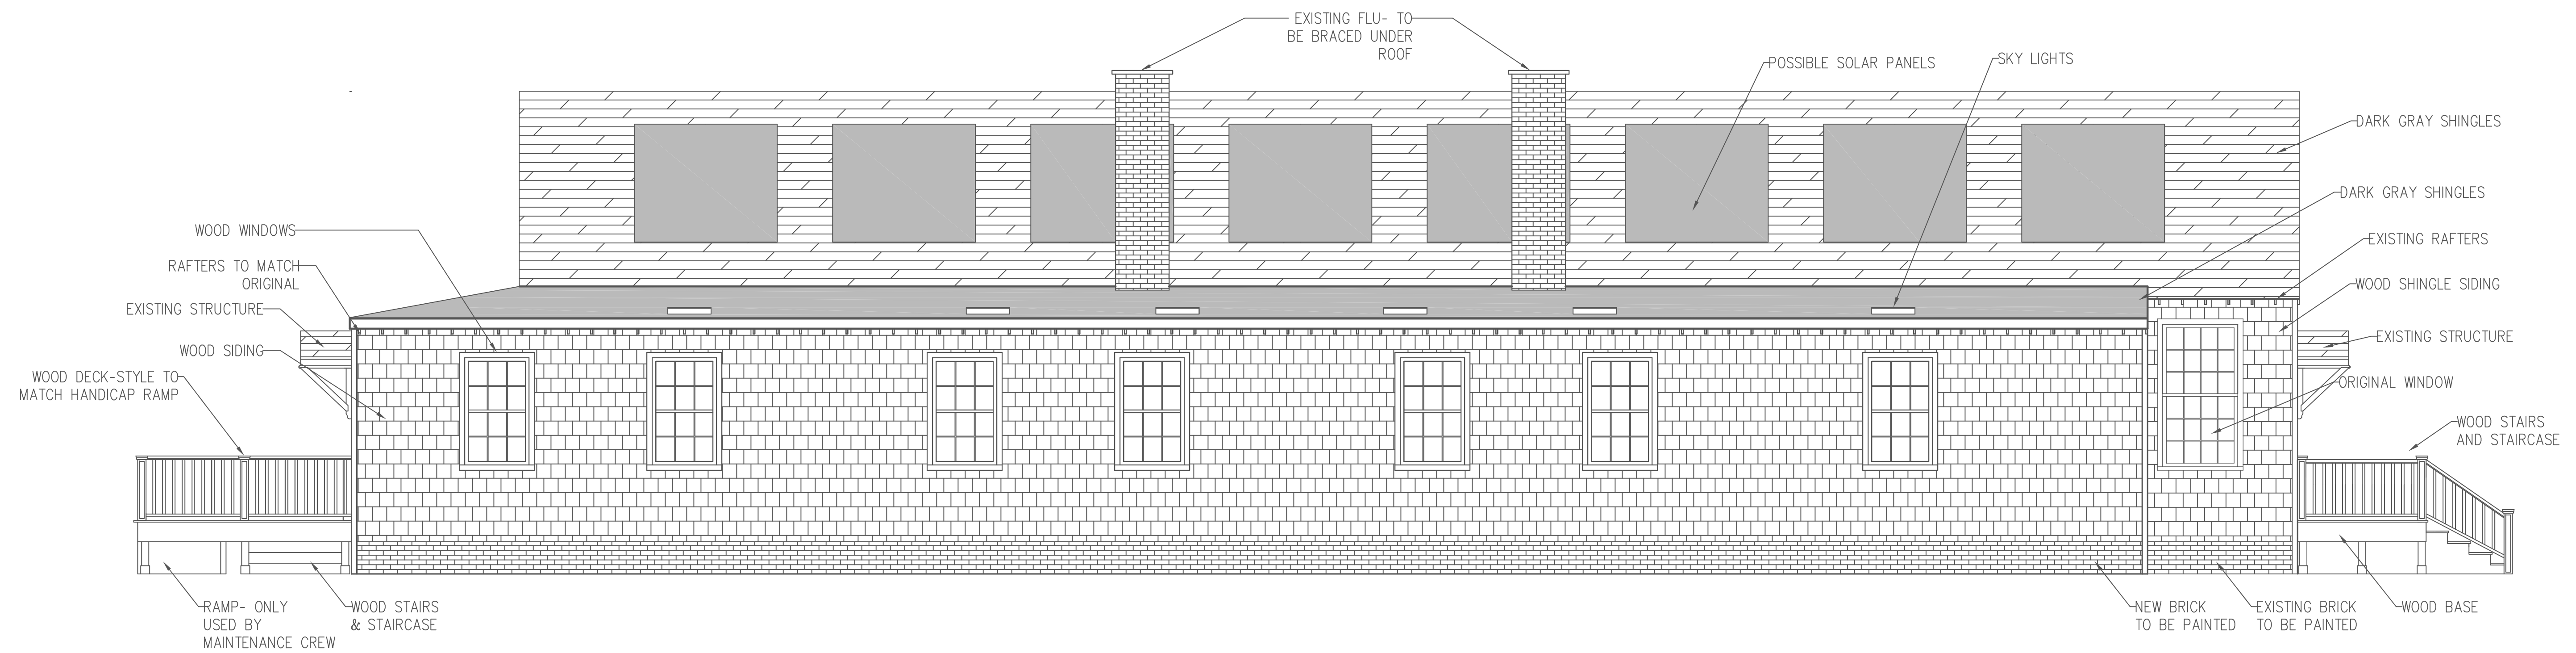 EXISTING FLU- TO
BE BRACED UNDER
ROOF
POSSIBLE SOLAR PANELS
SKY LIGHTS
DARK GRAY SHINGLES
DARK GRAY SHINGLES
WOOD WINDOWS
EXISTING RAFTERS
RAFTERS TO MATCH
ORIGINAL
WOOD SHINGLE SIDING
EXISTING STRUCTURE
EXISTING STRUCTURE
WOOD SIDING
WOOD DECK-STYLE TO
MATCH HANDICAP RAMP
ORIGINAL WINDOW
WOOD STAIRS
AND STAIRCASE
RAMP- ONLY
USED BY
MAINTENANCE CREW
WOOD STAIRS
& STAIRCASE
NEW BRICK
TO BE PAINTED
EXISTING BRICK
TO BE PAINTED
WOOD BASE